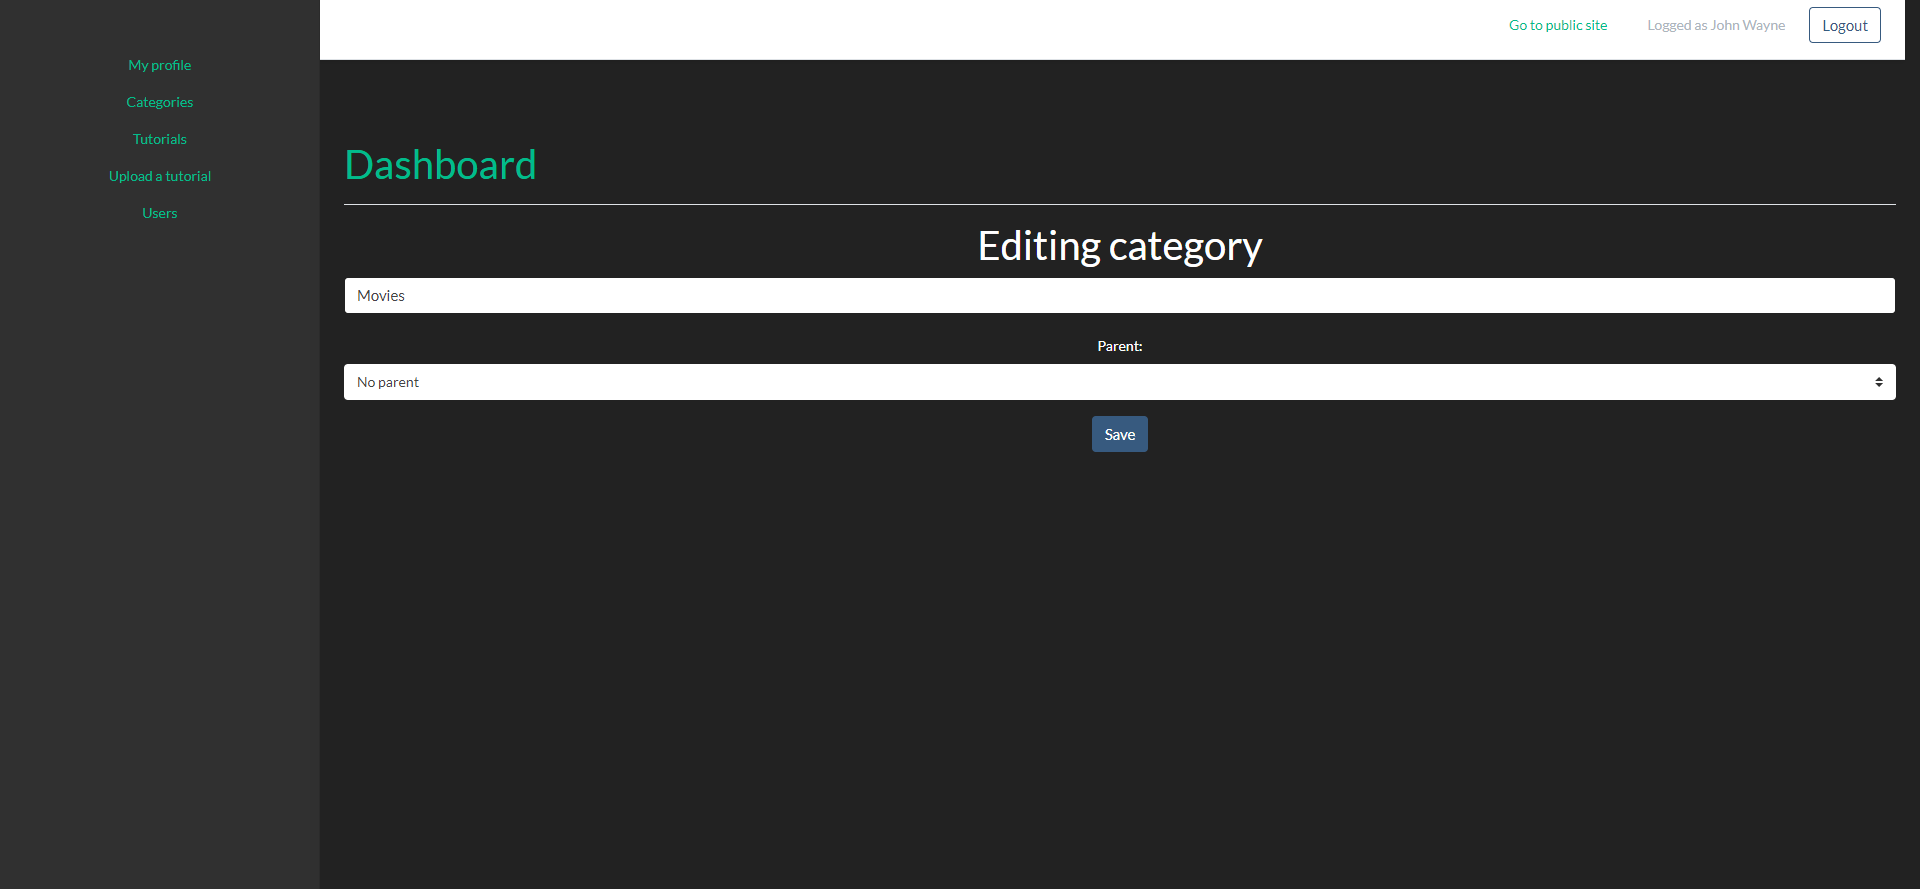 Go to public site Logged as John Wayne Logout
My profile
Categories
Tutorials
Upload a tutorial
Users
Dashboard
Editing category
Movies
Parent:
No parent
Save